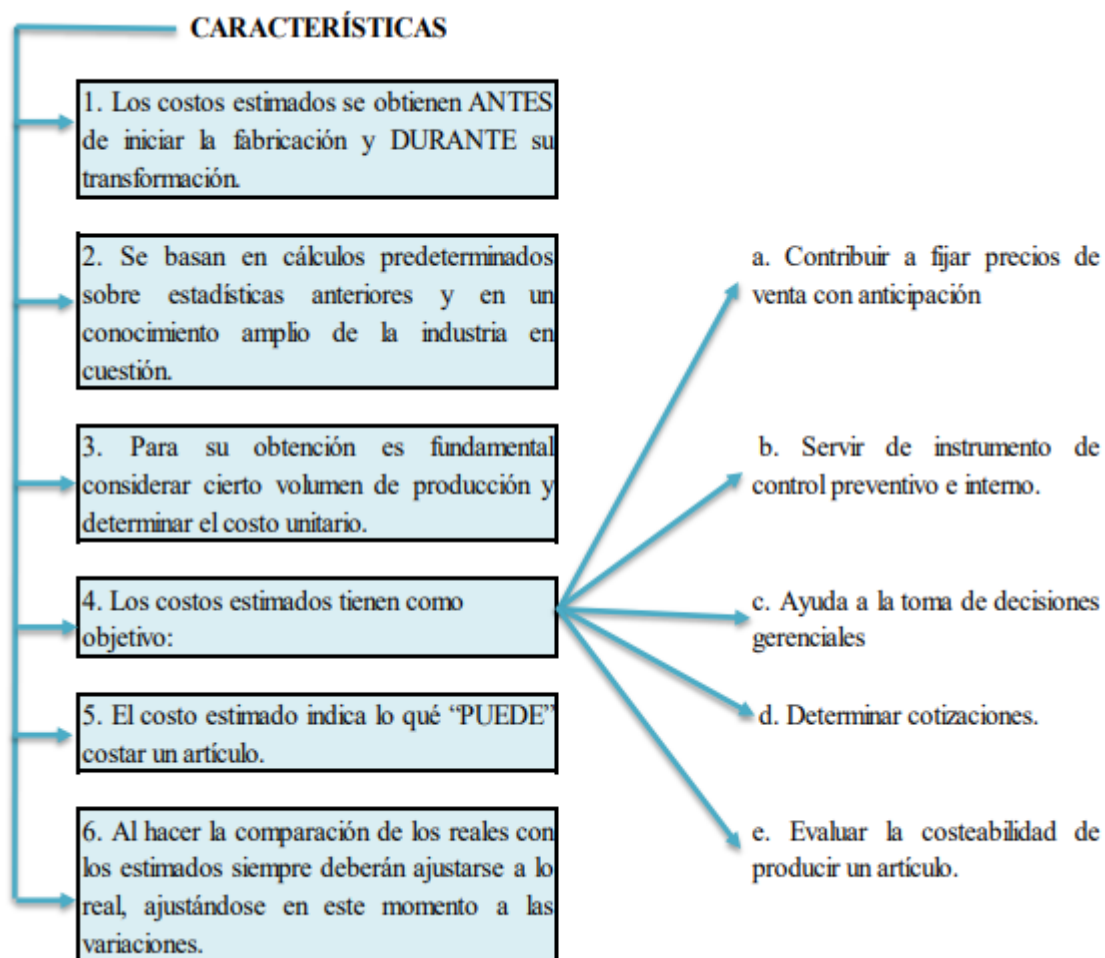 CARACTERÍSTICAS
1. Los costos estimados se obtienen ANTES
de iniciar la fabricación y DURANTE su
transformación.
2. Se basan en cálculos predeterminados
sobre estadísticas anteriores y en un
conocimiento amplio de la industria en
cuestión.
3. Para su obtención es fundamental
considerar cierto volumen de producción y
determinar el costo unitario.
4. Los costos estimados tienen como
objetivo:
a. Contribuir a fijar precios de
venta con anticipación
b. Servir de instrumento de
control preventivo e interno.
c. Ayuda a la toma de decisiones
gerenciales
d. Determinar cotizaciones.
e. Evaluar la costeabilidad de
producir un artículo.
5. El costo estimado indica lo qué “PUEDE”
costar un artículo.
6. Al hacer la comparación de los reales con
los estimados siempre deberán ajustarse a lo
real, ajustándose en este momento a las
variaciones.